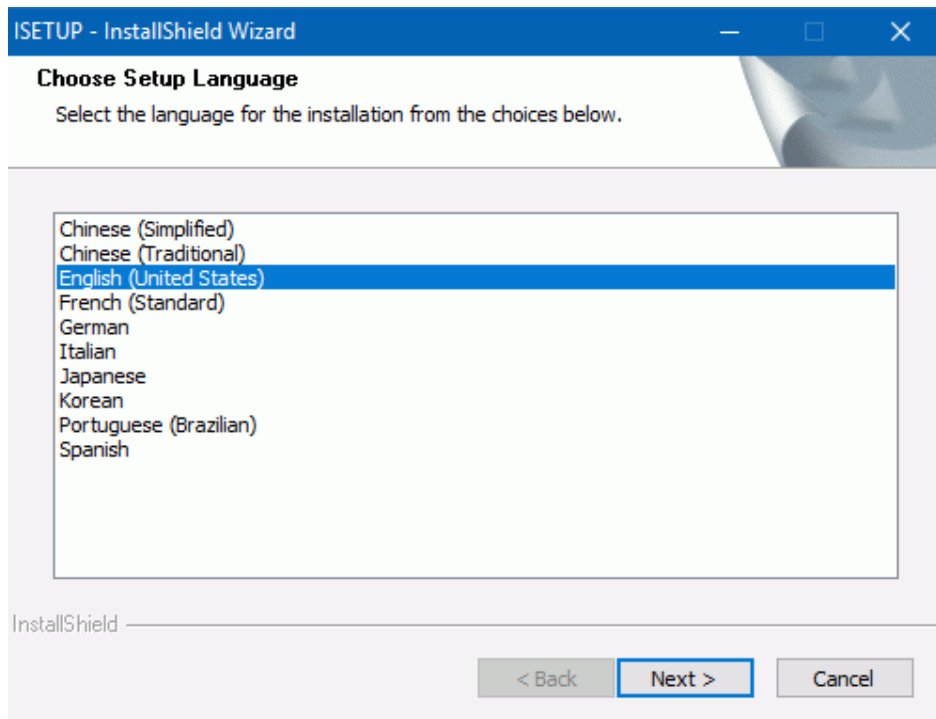 ISETUP - InstallShield Wizard
Choose Setup Language
Select the language for the installation from the choices below.
Chinese (Simplified)
Chinese (Traditional)
English (United States)
French (Standard)
German
Italian
Japanese
Korean
Portuguese (Brazilian)
Spanish
InstallShield
< Back Next > Cancel